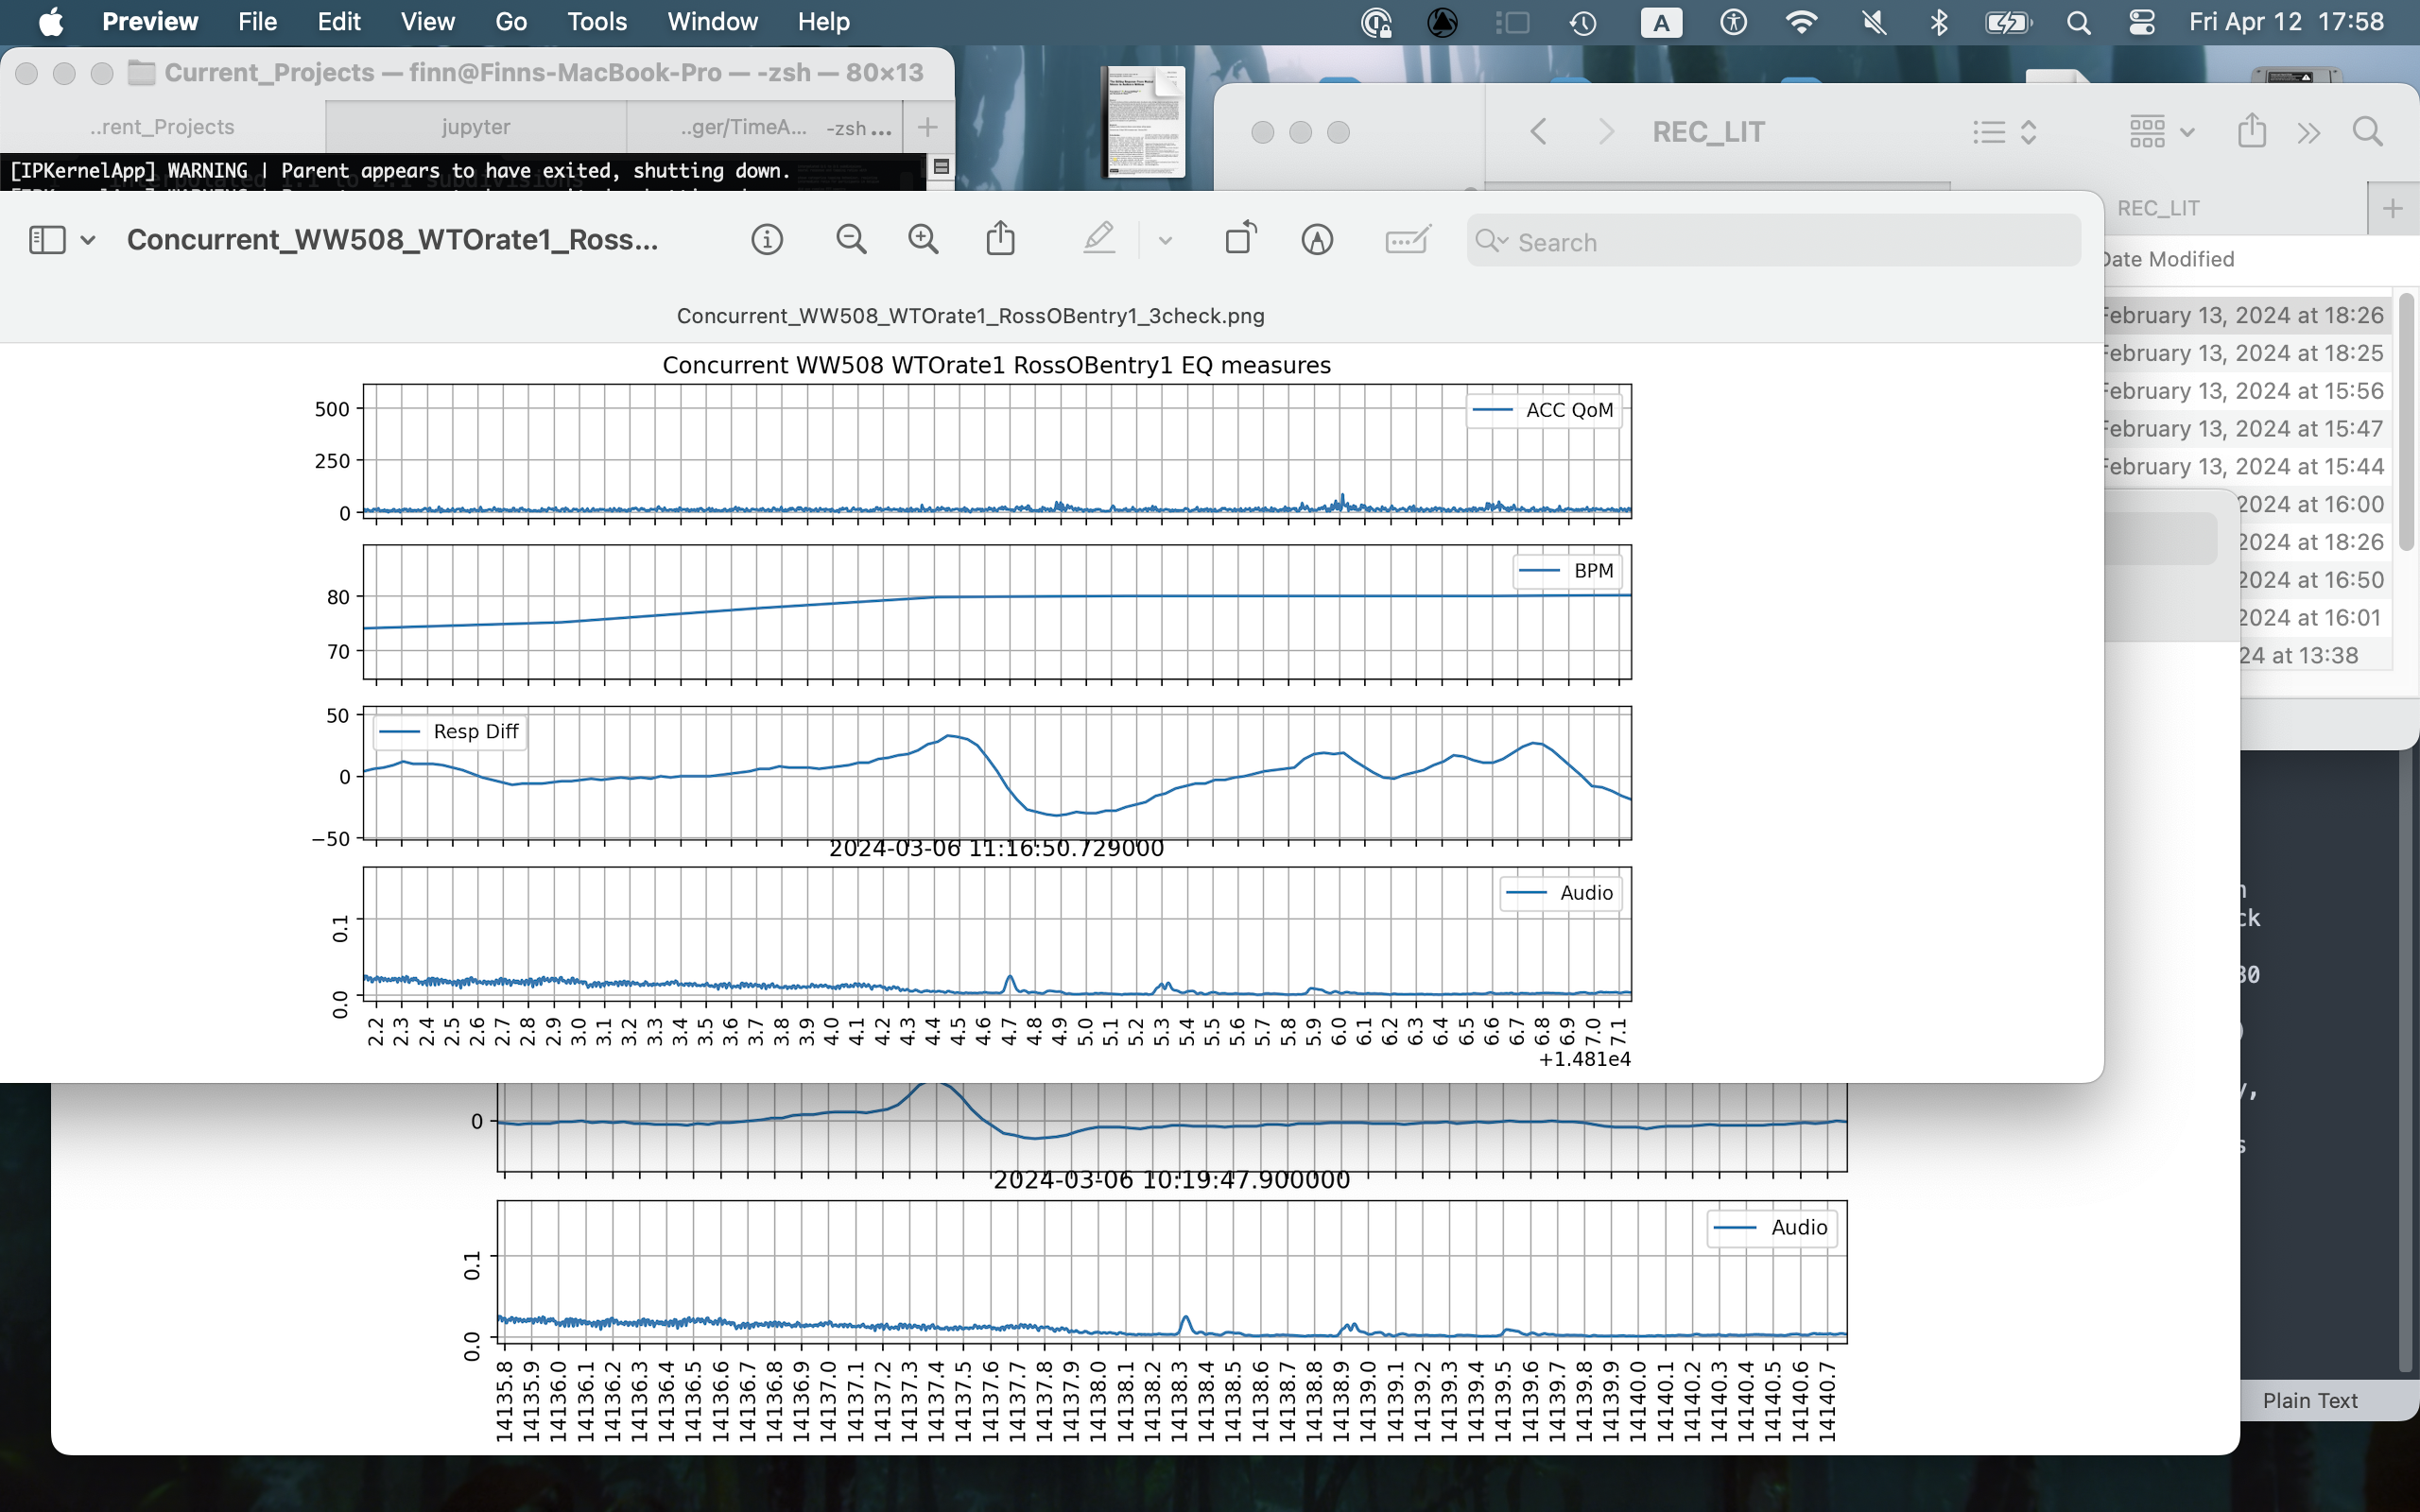 Preview File Edit View Go Tools Window Help A Fri Apr 12 17:58
Current_Projects — finn@Finns-MacBook-Pro — -zsh — 80×13
..rent_Projects jupyter ..ger/TimeA... -zsh ...
[IPKernelApp] WARNING | Parent appears to have exited, shutting down.
REC_LIT
REC_LIT
Date Modified
February 13, 2024 at 18:26
February 13, 2024 at 18:25
February 13, 2024 at 15:56
February 13, 2024 at 15:47
February 13, 2024 at 15:44
2024 at 16:00
2024 at 18:26
2024 at 16:50
2024 at 16:01
24 at 13:38
Concurrent_WW508_WTOrate1_Ross...
Search
Concurrent_WW508_WTOrate1_RossOBentry1_3check.png
Concurrent WW508 WTOrate1 RossOBentry1 EQ measures
500
250
0
ACC QoM
80
70
BPM
50
0
−50
Resp Diff
2024-03-06 11:16:50.729000
0.1
0.0
Audio
2.2 2.3 2.4 2.5 2.6 2.7 2.8 2.9 3.0 3.1 3.2 3.3 3.4 3.5 3.6 3.7 3.8 3.9 4.0 4.1 4.2 4.3 4.4 4.5 4.6 4.7 4.8 4.9 5.0 5.1 5.2 5.3 5.4 5.5 5.6 5.7 5.8 5.9 6.0 6.1 6.2 6.3 6.4 6.5 6.6 6.7 6.8 6.9 7.0 7.1
+1.481e4
0
2024-03-06 10:19:47.900000
0.1
0.0
Audio
14135.8 14135.9 14136.0 14136.1 14136.2 14136.3 14136.4 14136.5 14136.6 14136.7 14136.8 14136.9 14137.0 14137.1 14137.2 14137.3 14137.4 14137.5 14137.6 14137.7 14137.8 14137.9 14138.0 14138.1 14138.2 14138.3 14138.4 14138.5 14138.6 14138.7 14138.8 14138.9 14139.0 14139.1 14139.2 14139.3 14139.4 14139.5 14139.6 14139.7 14139.8 14139.9 14140.0 14140.1 14140.2 14140.3 14140.4 14140.5 14140.6 14140.7
Plain Text